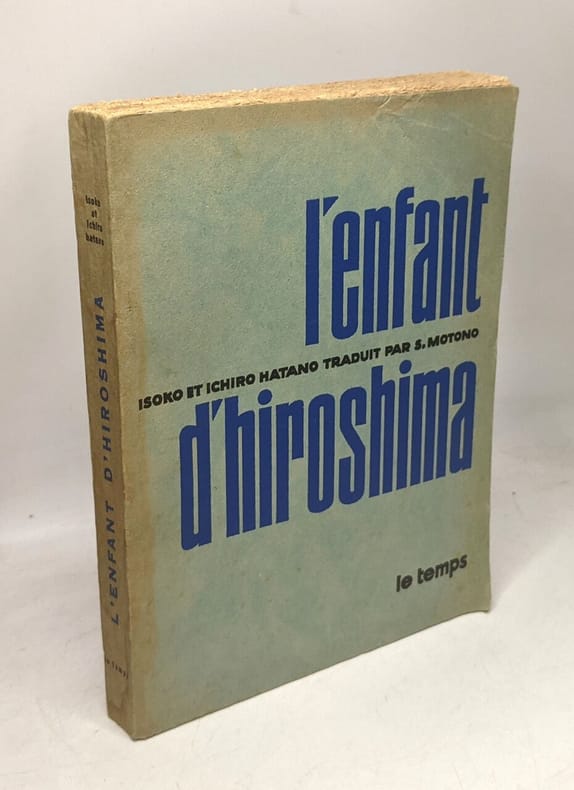 l'enfant
ISOKO ET ICHIRO HATANO TRADUIT PAR S. MOTONO
d'hiroshima
le temps
isoko
et
ichiro
hatano
L'ENFANT D'HIROSHIMA